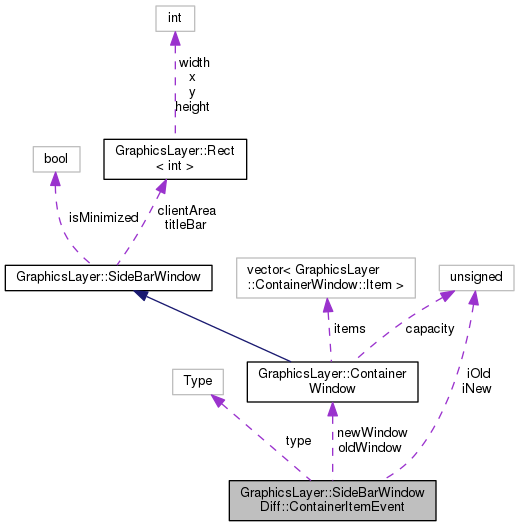 int
width
x
y
height
GraphicsLayer::Rect
< int >
bool
isMinimized
clientArea
titleBar
GraphicsLayer::SideBarWindow
vector< GraphicsLayer
::ContainerWindow::Item >
unsigned
items
capacity
GraphicsLayer::Container
Window
Type
iOld
iNew
type
newWindow
oldWindow
GraphicsLayer::SideBarWindow
Diff::ContainerItemEvent